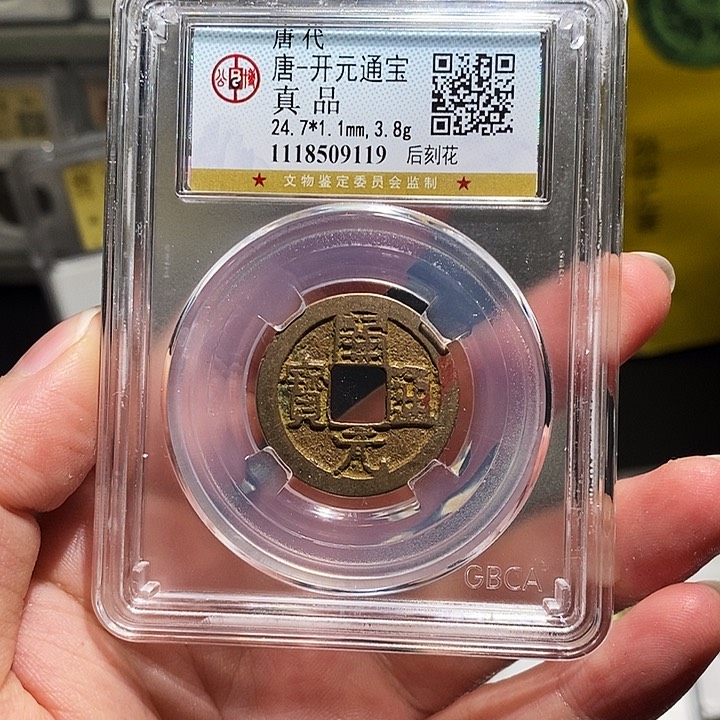 唐代
唐-开元通宝
真品
24.7*1.1mm,3.8g
1118509119 后刻花
★ 文物鉴定委员会监制 ★
開
寶 通
元
GBCA